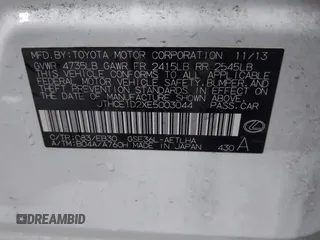 MFD.BY:TOYOTA MOTOR CORPORATION 11/13
GVWR 4735LB GAWR FR 2415LB RR 2545LB
THIS VEHICLE CONFORMS TO ALL APPLICABLE FEDERAL MOTOR VEHICLE
SAFETY, BUMPER, AND THEFT PREVENTION STANDARDS IN EFFECT ON
THE DATE OF MANUFACTURE SHOWN ABOVE.
JTHCE1D2XE5003044 PASS.CAR
C/TR:C83/EB30 GSE36L-AETLHA
A/TM:B04A/A760H MADE IN JAPAN 430 A
DREAMBID